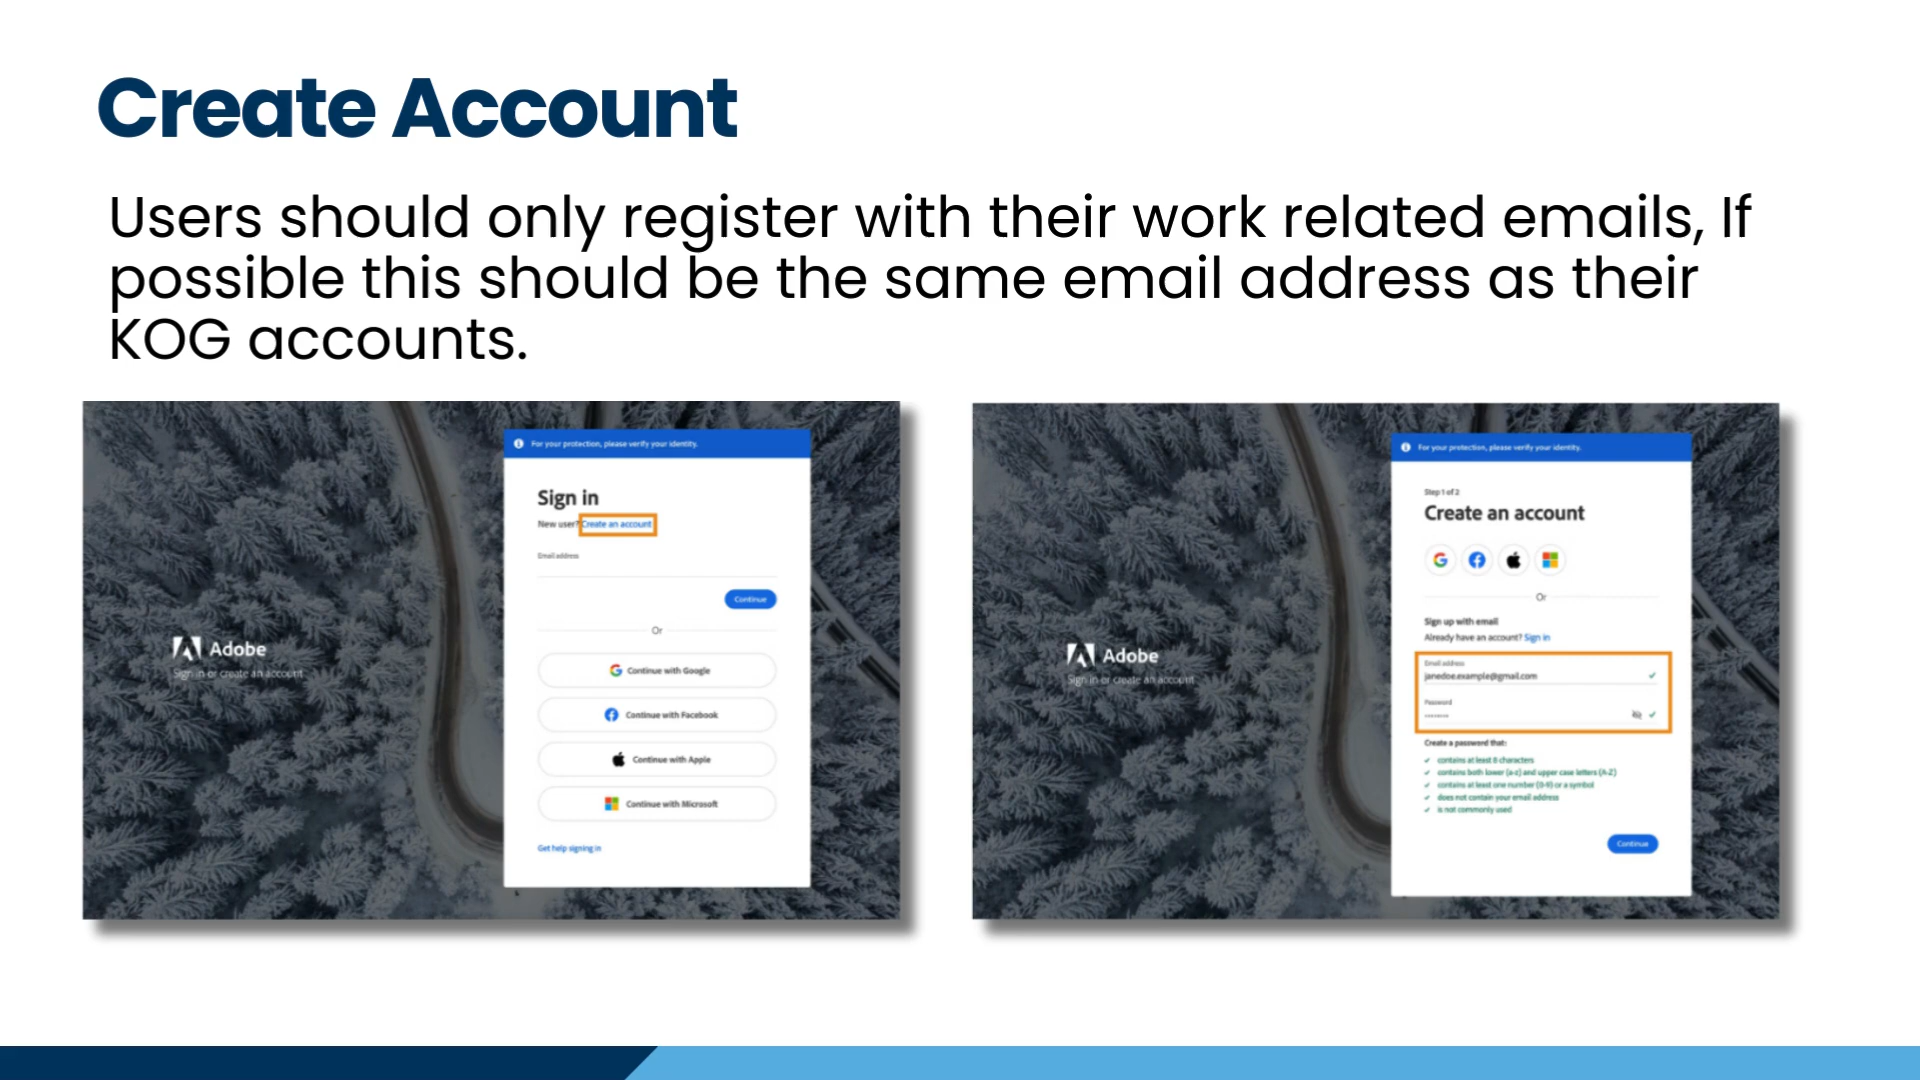 Create Account
Users should only register with their work related emails, If
possible this should be the same email address as their
KOG accounts.
For your protection, please verify your identity.
Sign in
New user? Create an account
Email address
Continue
Or
Continue with Google
Continue with Facebook
Continue with Apple
Continue with Microsoft
Get help signing in
Adobe
Sign in or create an account
For your protection, please verify your identity.
Step 1 of 2
Create an account
Or
Sign up with email
Already have an account? Sign in
Email address
janedoe.example@gmail.com
Password
••••••••
Create a password that:
contains at least 8 characters
contains both lower (a-z) and upper case letters (A-Z)
contains at least one number (0-9) or a symbol
does not contain your email address
is not commonly used
Continue
Adobe
Sign in or create an account